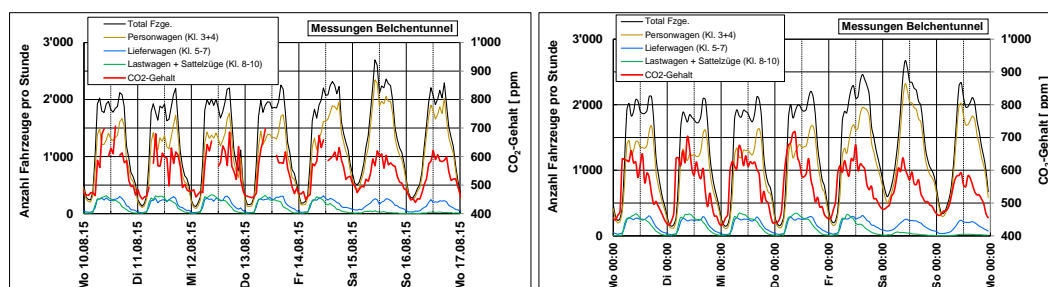 Total Fzge.
Personwagen (Kl. 3+4)
Lieferwagen (Kl. 5-7)
Lastwagen + Sattelzüge (Kl. 8-10)
CO2-Gehalt
Messungen Belchentunnel
Anzahl Fahrzeuge pro Stunde
3'000
2'000
1'000
0
1'000
900
800
700
600
500
400
CO2-Gehalt [ ppm]
Mo 10.08.15
Di 11.08.15
Mi 12.08.15
Do 13.08.15
Fr 14.08.15
Sa 15.08.15
So 16.08.15
Mo 17.08.15
Total Fzge.
Personwagen (Kl. 3+4)
Lieferwagen (Kl. 5-7)
Lastwagen + Sattelzüge (Kl. 8-10)
CO2-Gehalt
Messungen Belchentunnel
Anzahl Fahrzeuge pro Stunde
3'000
2'000
1'000
0
1'000
900
800
700
600
500
400
CO2-Gehalt [ ppm]
Mo 00:00
Di 00:00
Mi 00:00
Do 00:00
Fr 00:00
Sa 00:00
So 00:00
Mo 00:00